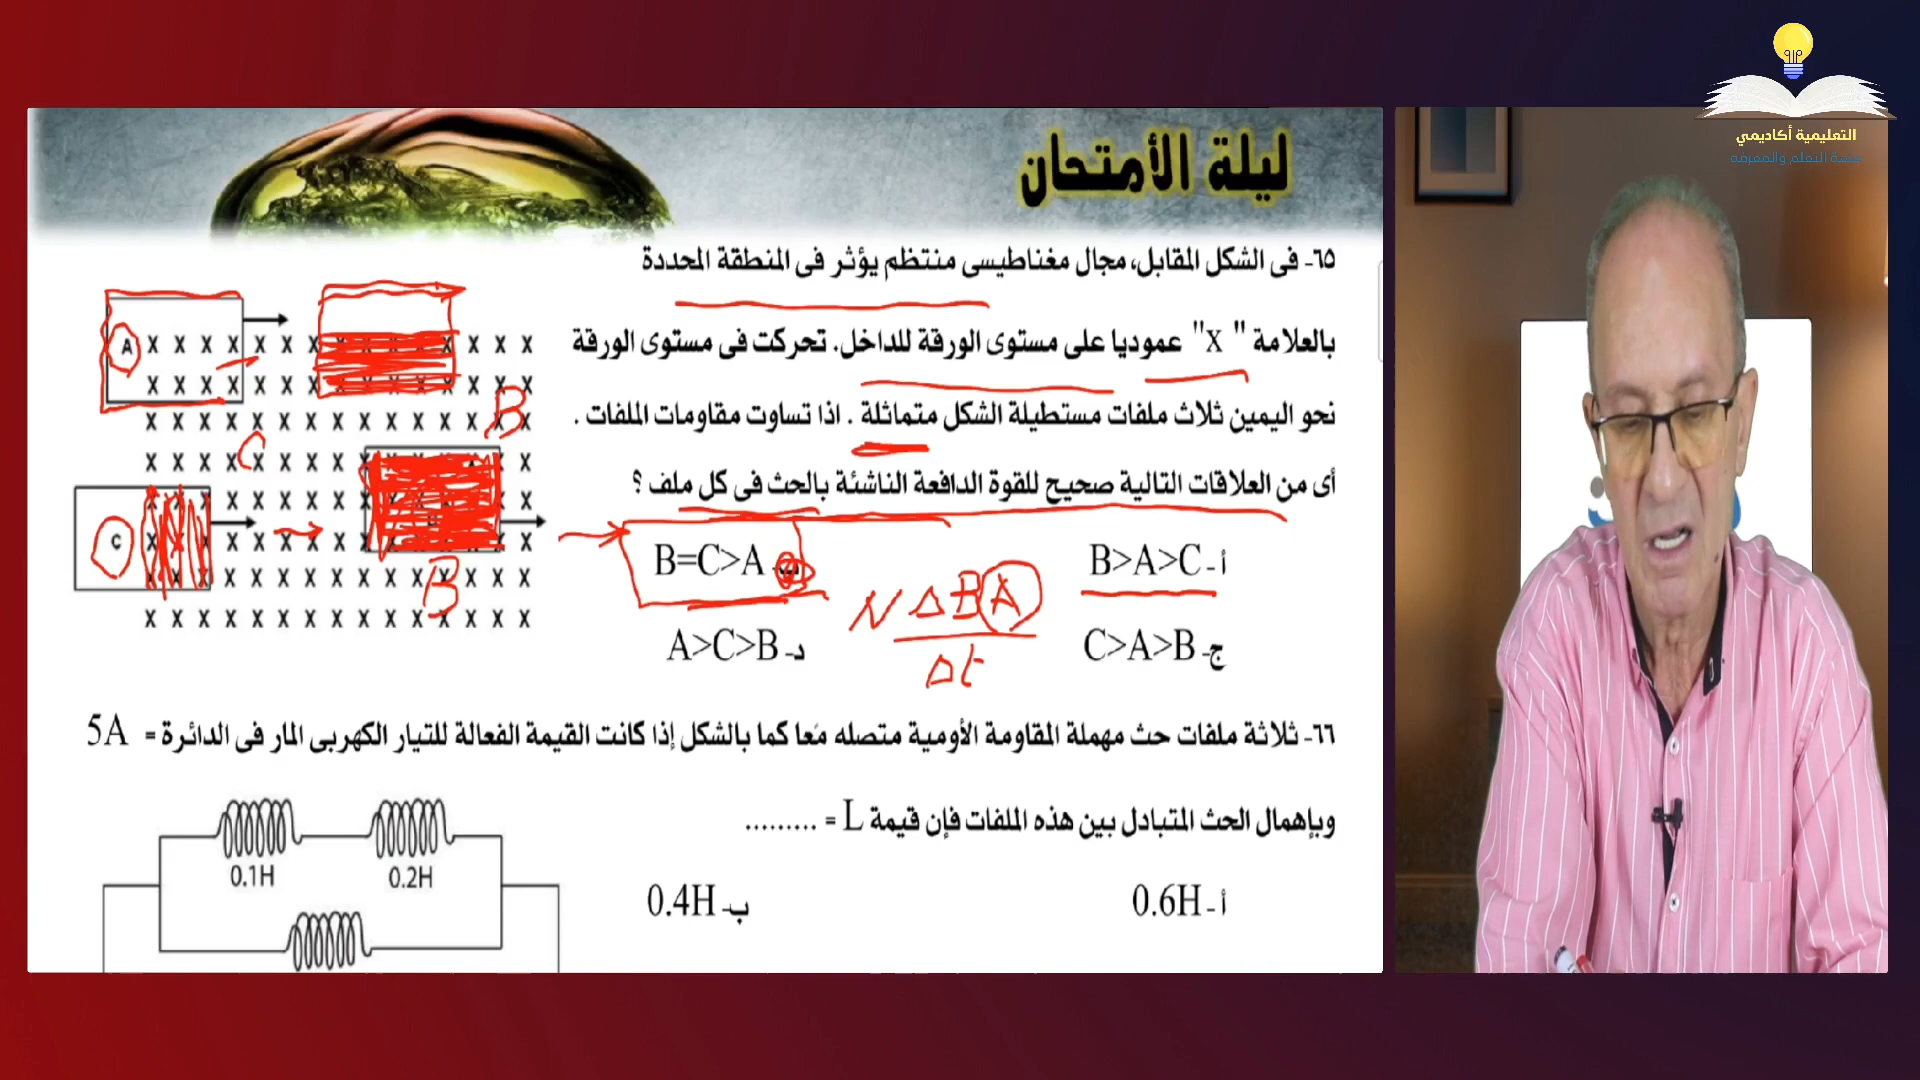 التعليمية أكاديمي
ليلة الأمتحان
٦٥- فى الشكل المقابل، مجال مغناطيسى منتظم يؤثر فى المنطقة المحددة
بالعلامة " x " عموديا على مستوى الورقة للداخل. تحركت فى مستوى الورقة
نحو اليمين ثلاث ملفات مستطيلة الشكل متماثلة . اذا تساوت مقاومات الملفات .
أى من العلاقات التالية صحيح للقوة الدافعة الناشئة بالحث فى كل ملف ؟
أ- B>A>C
B=C>A
ج- C>A>B
د- A>C>B
A
B
C
C
B
N Δ B A
Δt
٦٦- ثلاثة ملفات حث مهملة المقاومة الأومية متصله معا كما بالشكل إذا كانت القيمة الفعالة للتيار الكهربى المار فى الدائرة = 5A
وبإهمال الحث المتبادل بين هذه الملفات فإن قيمة L = .........
أ- 0.6H
ب- 0.4H
0.1H
0.2H